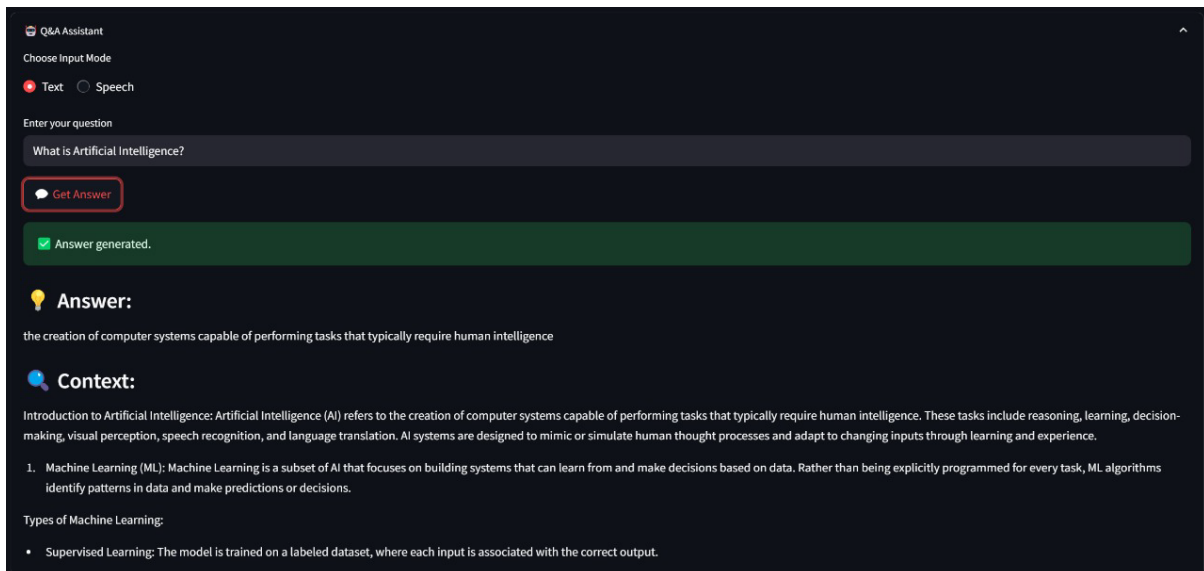 Q&A Assistant
Choose Input Mode
Text Speech
Enter your question
What is Artificial Intelligence?
Get Answer
Answer generated.
Answer:
the creation of computer systems capable of performing tasks that typically require human intelligence
Context:
Introduction to Artificial Intelligence: Artificial Intelligence (AI) refers to the creation of computer systems capable of performing tasks that typically require human intelligence. These tasks include reasoning, learning, decision-
making, visual perception, speech recognition, and language translation. AI systems are designed to mimic or simulate human thought processes and adapt to changing inputs through learning and experience.
1. Machine Learning (ML): Machine Learning is a subset of AI that focuses on building systems that can learn from and make decisions based on data. Rather than being explicitly programmed for every task, ML algorithms
identify patterns in data and make predictions or decisions.
Types of Machine Learning:
• Supervised Learning: The model is trained on a labeled dataset, where each input is associated with the correct output.